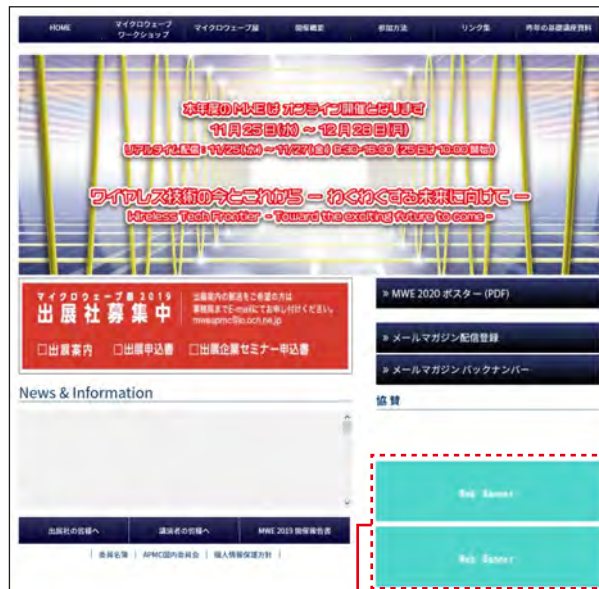 HOME
マイクロウェーブ
ワークショップ
マイクロウェーブ展
開催概要
参加方法
リンク集
昨年の基礎講座資料
本年度のMWEは オンライン開催となります
11月25日(水) ～ 12月28日(月)
リアルタイム配信：11/25(水)～11/27(金) 9:30-18:00 (25日は10:00開始)
ワイヤレス技術の今とこれから － わくわくする未来に向けて －
Wireless Tech Frontier - Toward the exciting future to come -
マイクロウェーブ展 2019
出展社募集中
出展案内の郵送をご希望の方は
事務局までE-mailにてお申し付けください。
mweapmc@io.ocn.ne.jp
□出展案内 □出展申込書 □出展企業セミナー申込書
» MWE 2020 ポスター (PDF)
» メールマガジン配信登録
» メールマガジン バックナンバー
News & Information
協賛
Web Banner
Web Banner
出展社の皆様へ
講演者の皆様へ
MWE 2019 開催報告書
| 委員名簿 | APMC国内委員会 | 個人情報保護方針 |